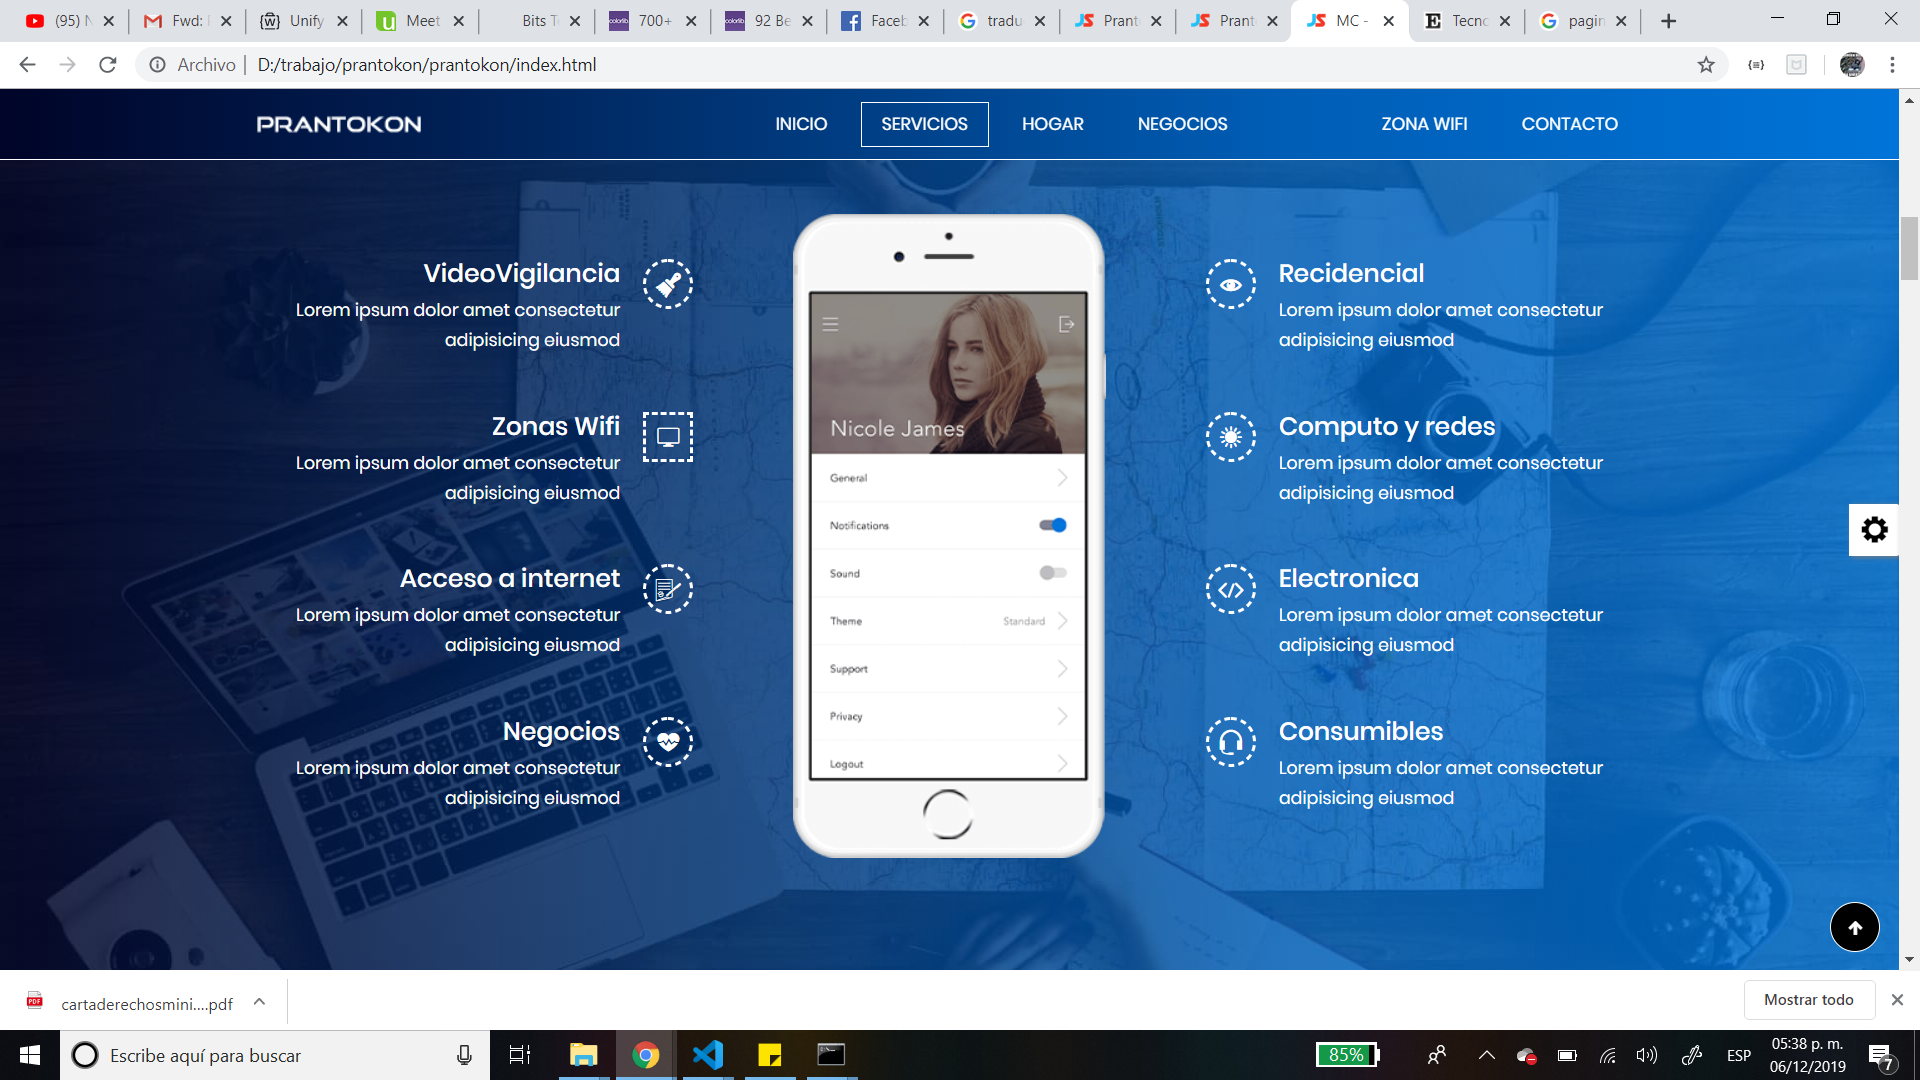 (95) N
Fwd: 
Unify
Meet
Bits T
700+
92 Be
Faceb
tradu
Prant
Prant
MC -
Tecno
pagin
Archivo | D:/trabajo/prantokon/prantokon/index.html
PRANTOKON
INICIO
SERVICIOS
HOGAR
NEGOCIOS
ZONA WIFI
CONTACTO
VideoVigilancia
Lorem ipsum dolor amet consectetur
adipisicing eiusmod
Zonas Wifi
Lorem ipsum dolor amet consectetur
adipisicing eiusmod
Acceso a internet
Lorem ipsum dolor amet consectetur
adipisicing eiusmod
Negocios
Lorem ipsum dolor amet consectetur
adipisicing eiusmod
Nicole James
General
Notifications
Sound
Theme Standard
Support
Privacy
Logout
Recidencial
Lorem ipsum dolor amet consectetur
adipisicing eiusmod
Computo y redes
Lorem ipsum dolor amet consectetur
adipisicing eiusmod
Electronica
Lorem ipsum dolor amet consectetur
adipisicing eiusmod
Consumibles
Lorem ipsum dolor amet consectetur
adipisicing eiusmod
cartaderechosmini....pdf
Mostrar todo
Escribe aquí para buscar
85%
ESP
05:38 p. m.
06/12/2019
7